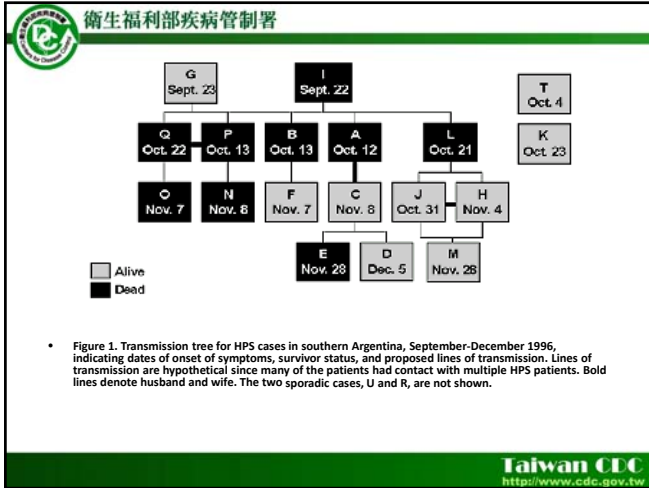 衛生福利部疾病管制署
G
Sept. 23
I
Sept. 22
T
Oct. 4
K
Oct. 23
Q
Oct. 22
P
Oct. 13
B
Oct. 13
A
Oct. 12
L
Oct. 21
O
Nov. 7
N
Nov. 8
F
Nov. 7
C
Nov. 8
J
Oct. 31
H
Nov. 4
E
Nov. 28
D
Dec. 5
M
Nov. 28
Alive
Dead
• Figure 1. Transmission tree for HPS cases in southern Argentina, September-December 1996,
indicating dates of onset of symptoms, survivor status, and proposed lines of transmission. Lines of
transmission are hypothetical since many of the patients had contact with multiple HPS patients. Bold
lines denote husband and wife. The two sporadic cases, U and R, are not shown.
Taiwan CDC
http://www.cdc.gov.tw